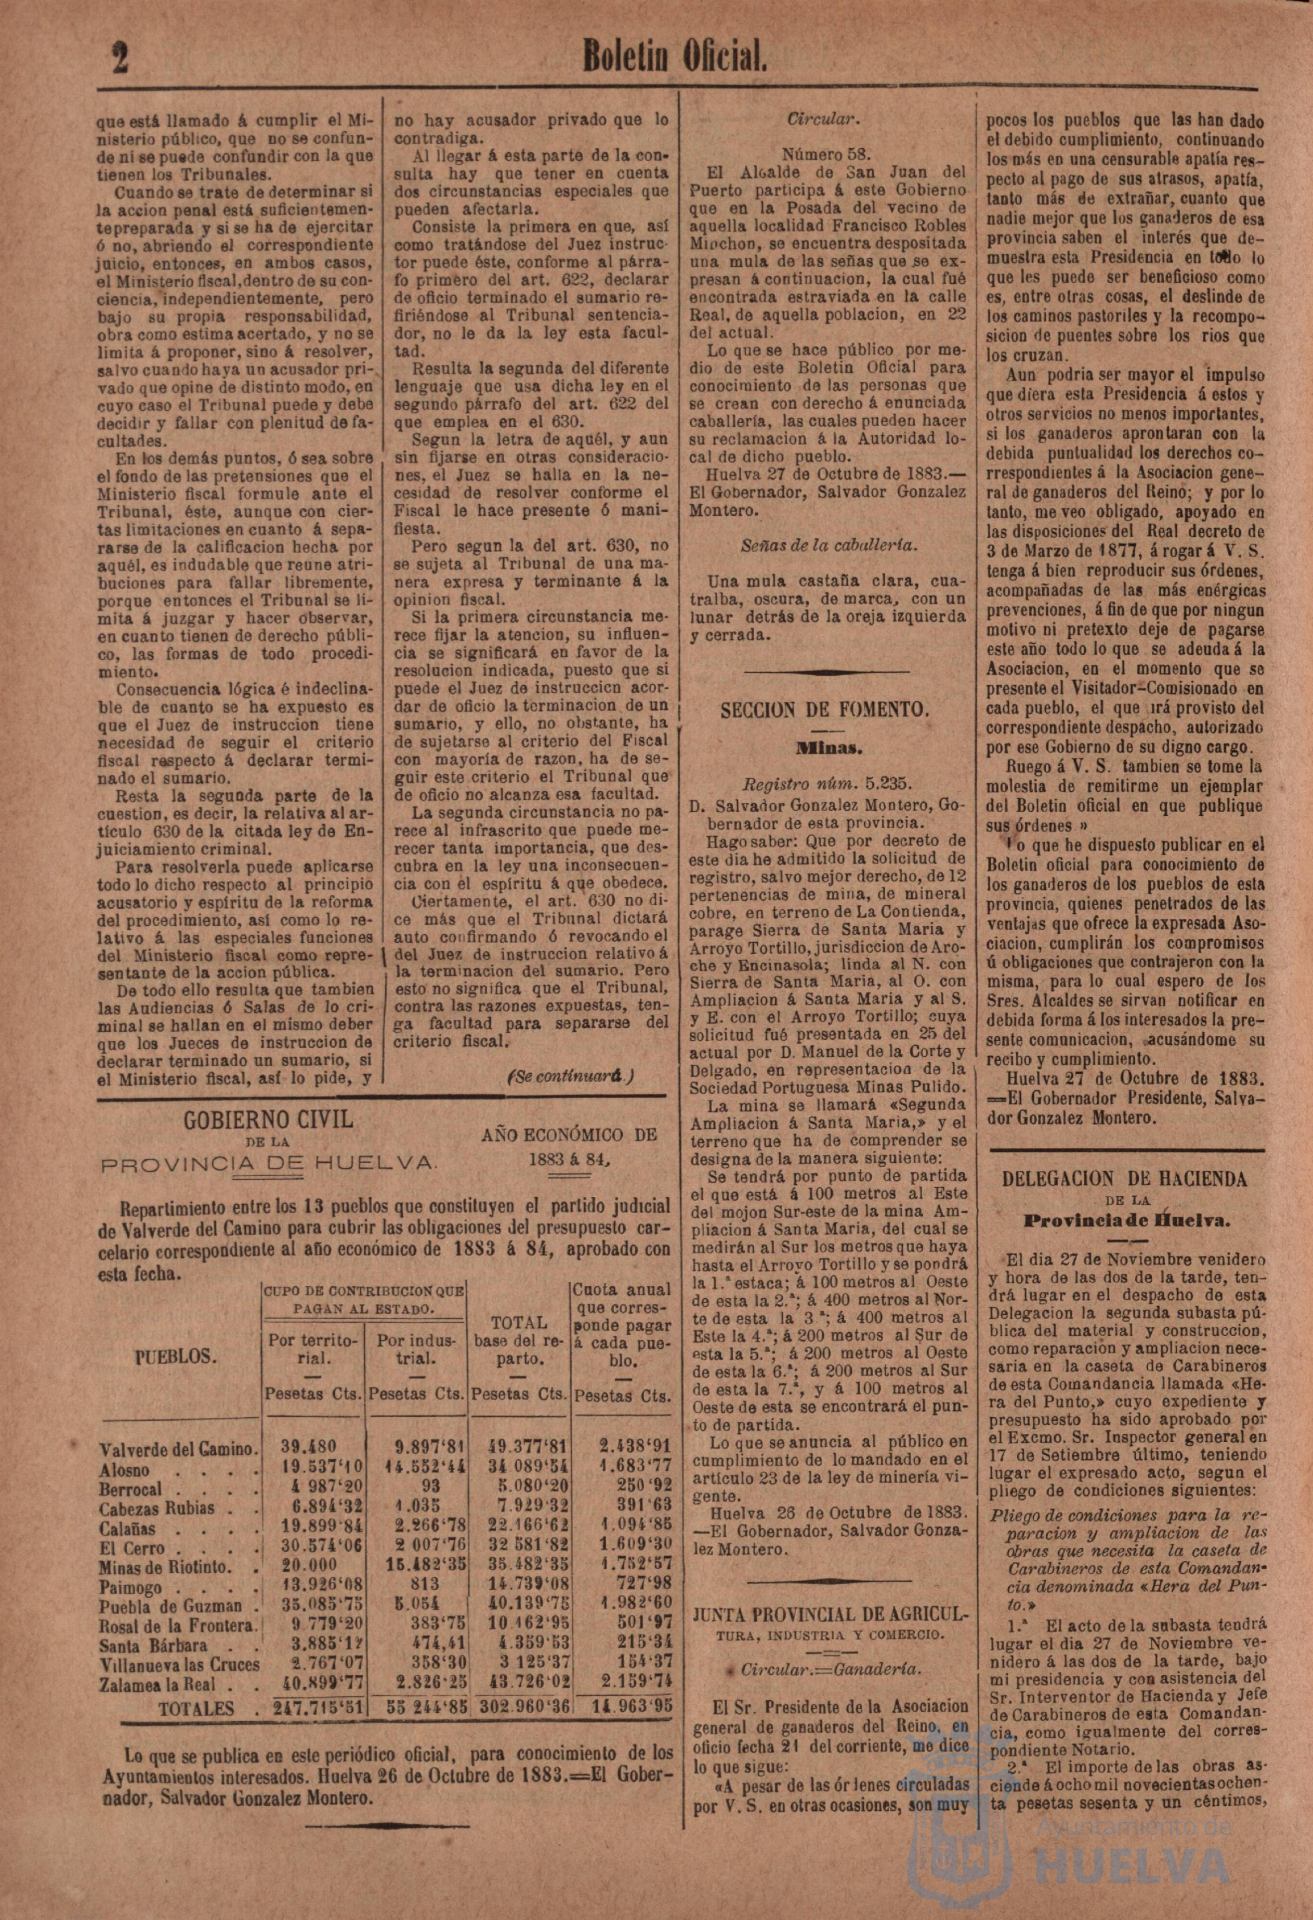 2
Boletin Oficial.
que está llamado á cumplir el Mi-
nisterio público, que no se confun-
de ni se puede confundir con la que
tienen los Tribunales.
Cuando se trate de determinar si
la accion penal está suficientemen-
te preparada y si se ha de ejercitar
ó no, abriendo el correspondiente
juicio, entonces, en ambos casos,
el Ministerio fiscal, dentro de su con-
ciencia, independientemente, pero
bajo su propia responsabilidad,
obra como estima acertado, y no se
limita á proponer, sino á resolver,
salvo cuando haya un acusador pri-
vado que opine de distinto modo, en
cuyo caso el Tribunal puede y debe
decidir y fallar con plenitud de fa-
cultades.
En los demás puntos, ó sea sobre
el fondo de las pretensiones que el
Ministerio fiscal formule ante el
Tribunal, éste, aunque con cier-
tas limitaciones en cuanto á sepa-
rarse de la calificacion hecha por
aquél, es indudable que reune atri-
buciones para fallar libremente,
porque entonces el Tribunal se li-
mita á juzgar y hacer observar,
en cuanto tienen de derecho públi-
co, las formas de todo procedi-
miento.
Consecuencia lógica é indeclina-
ble de cuanto se ha expuesto es
que el Juez de instruccion tiene
necesidad de seguir el criterio
fiscal respecto á declarar termi-
nado el sumario.
Resta la segunda parte de la
cuestion, es decir, la relativa al ar-
tículo 630 de la citada ley de En-
juiciamiento criminal.
Para resolverla puede aplicarse
todo lo dicho respecto al principio
acusatorio y espíritu de la reforma
del procedimiento, así como lo re-
lativo á las especiales funciones
del Ministerio fiscal como repre-
sentante de la accion pública.
De todo ello resulta que tambien
las Audiencias ó Salas de lo cri-
minal se hallan en el mismo deber
que los Jueces de instruccion de
declarar terminado un sumario, si
el Ministerio fiscal, así lo pide, y
no hay acusador privado que lo
contradiga.
Al llegar á esta parte de la con-
sulta hay que tener en cuenta
dos circunstancias especiales que
pueden afectarla.
Consiste la primera en que, así
como tratándose del Juez instruc-
tor puede éste, conforme al párra-
fo primero del art. 622, declarar
de oficio terminado el sumario re-
firiéndose al Tribunal sentencia-
dor, no le da la ley esta facul-
tad.
Resulta la segunda del diferente
lenguaje que usa dicha ley en el
segundo párrafo del art. 622 del
que emplea en el 630.
Segun la letra de aquél, y aun
sin fijarse en otras consideracio-
nes, el Juez se halla en la ne-
cesidad de resolver conforme el
Fiscal le hace presente ó mani-
fiesta.
Pero segun la del art. 630, no
se sujeta al Tribunal de una ma-
nera expresa y terminante á la
opinion fiscal.
Si la primera circunstancia me-
rece fijar la atencion, su influen-
cia se significará en favor de la
resolucion indicada, puesto que si
puede el Juez de instruccicn acor-
dar de oficio la terminacion de un
sumario, y ello, no obstante, ha
de sujetarse al criterio del Fiscal
con mayoría de razon, ha de se-
guir este criterio el Tribunal que
de oficio no alcanza esa facultad.
La segunda circunstancia no pa-
rece al infrascrito que puede me-
recer tanta importancia, que des-
cubra en la ley una inconsecuen-
cia con el espíritu á que obedece.
Ciertamente, el art. 630 no di-
ce más que el Tribunal dictará
auto confirmando ó revocando el
del Juez de instruccion relativo á
la terminacion del sumario. Pero
esto no significa que el Tribunal,
contra las razones expuestas, ten-
ga facultad para separarse del
criterio fiscal.
(Se continuará.)
GOBIERNO CIVIL
DE LA
PROVINCIA DE HUELVA.
AÑO ECONÓMICO DE
1883 á 84,
Repartimiento entre los 13 pueblos que constituyen el partido judicial
de Valverde del Camino para cubrir las obligaciones del presupuesto car-
celario correspondiente al año económico de 1883 á 84, aprobado con
esta fecha.
PUEBLOS.
CUPO DE CONTRIBUCION QUE
PAGAN AL ESTADO.
Por territo-
rial.
Por indus-
trial.
TOTAL
base del re-
parto.
Cuota anual
que corres-
ponde pagar
á cada pue-
blo.
Pesetas Cts. Pesetas Cts. Pesetas Cts. Pesetas Cts.
Valverde del Camino. 39.480 9.897'81 49.377'81 2.438'91
Alosno . . . . 19.537'10 14.552'44 34 089'54 1.683'77
Berrocal . . . . 4 987'20 93 5.080'20 250'92
Cabezas Rubias . . 6.894'32 1.035 7.929'32 391'63
Calañas . . . . 19.899'84 2.266'78 22.166'62 1.094'85
El Cerro . . . . 30.574'06 2 007'76 32 581'82 1.609'30
Minas de Riotinto. . 20.000 15.482'35 35.482'35 1.752'57
Paimogo . . . . 13.926'08 813 14.739'08 727'98
Puebla de Guzman . 35.085'75 5.054 40.139'75 1.982'60
Rosal de la Frontera. 9 779'20 383'75 10 162'95 501'97
Santa Bárbara . . 3.885'12 474,41 4.359'53 215'34
Villanueva las Cruces 2.767'07 358'30 3 125'37 154'37
Zalamea la Real . . 40.899'77 2.826'25 43.726'02 2.159'74
TOTALES . 247.715'51 55 244'85 302.960'36 14.963'95
Lo que se publica en este periódico oficial, para conocimiento de los
Ayuntamientos interesados. Huelva 26 de Octubre de 1883.=El Gober-
nador, Salvador Gonzalez Montero.
Circular.
Número 58.
El Alcalde de San Juan del
Puerto participa á este Gobierno
que en la Posada del vecino de
aquella localidad Francisco Robles
Minchon, se encuentra despositada
una mula de las señas que se ex-
presan á continuacion, la cual fué
encontrada estraviada en la calle
Real, de aquella poblacion, en 22
del actual.
Lo que se hace público por me-
dio de este Boletin Oficial para
conocimiento de las personas que
se crean con derecho á enunciada
caballería, las cuales pueden hacer
su reclamacion á la Autoridad lo-
cal de dicho pueblo.
Huelva 27 de Octubre de 1883.—
El Gobernador, Salvador Gonzalez
Montero.
Señas de la caballería.
Una mula castaña clara, cua-
tralba, oscura, de marca, con un
lunar detrás de la oreja izquierda
y cerrada.
SECCION DE FOMENTO.
Minas.
Registro núm. 5.235.
D. Salvador Gonzalez Montero, Go-
bernador de esta provincia.
Hago saber: Que por decreto de
este dia he admitido la solicitud de
registro, salvo mejor derecho, de 12
pertenencias de mina, de mineral
cobre, en terreno de La Contienda,
parage Sierra de Santa Maria y
Arroyo Tortillo, jurisdiccion de Aro-
che y Encinasola; linda al N. con
Sierra de Santa Maria, al O. con
Ampliacion á Santa Maria y al S.
y E. con el Arroyo Tortillo; cuya
solicitud fué presentada en 25 del
actual por D. Manuel de la Corte y
Delgado, en representacion de la
Sociedad Portuguesa Minas Pulido.
La mina se llamará «Segunda
Ampliacion á Santa Maria,» y el
terreno que ha de comprender se
designa de la manera siguiente:
Se tendrá por punto de partida
el que está á 100 metros al Este
del mojon Sur-este de la mina Am-
pliacion á Santa Maria, del cual se
medirán al Sur los metros que haya
hasta el Arroyo Tortillo y se pondrá
la 1.ª estaca; á 100 metros al Oeste
de esta la 2.ª; á 400 metros al Nor-
te de esta la 3 ª; á 400 metros al
Este la 4.ª; á 200 metros al Sur de
esta la 5.ª; á 200 metros al Oeste
de esta la 6.ª; á 200 metros al Sur
de esta la 7.ª, y á 100 metros al
Oeste de esta se encontrará el pun-
to de partida.
Lo que se anuncia al público en
cumplimiento de lo mandado en el
artículo 23 de la ley de minería vi-
gente.
Huelva 26 de Octubre de 1883.
—El Gobernador, Salvador Gonza-
lez Montero.
JUNTA PROVINCIAL DE AGRICUL-
TURA, INDUSTRIA Y COMERCIO.
Circular.=Ganadería.
El Sr. Presidente de la Asociacion
general de ganaderos del Reino, en
oficio fecha 21 del corriente, me dice
lo que sigue:
«A pesar de las órdenes circuladas
por V. S. en otras ocasiones, son muy
pocos los pueblos que las han dado
el debido cumplimiento, continuando
los más en una censurable apatía res-
pecto al pago de sus atrasos, apatía,
tanto más de extrañar, cuanto que
nadie mejor que los ganaderos de esa
provincia saben el interés que de-
muestra esta Presidencia en todo lo
que les puede ser beneficioso como
es, entre otras cosas, el deslinde de
los caminos pastoriles y la recompo-
sicion de puentes sobre los rios que
los cruzan.
Aun podria ser mayor el impulso
que diera esta Presidencia á estos y
otros servicios no menos importantes,
si los ganaderos aprontaran con la
debida puntualidad los derechos co-
rrespondientes á la Asociacion gene-
ral de ganaderos del Reino; y por lo
tanto, me veo obligado, apoyado en
las disposiciones del Real decreto de
3 de Marzo de 1877, á rogar á V. S.
tenga á bien reproducir sus órdenes,
acompañadas de las más enérgicas
prevenciones, á fin de que por ningun
motivo ni pretexto deje de pagarse
este año todo lo que se adeuda á la
Asociacion, en el momento que se
presente el Visitador-Comisionado en
cada pueblo, el que irá provisto del
correspondiente despacho, autorizado
por ese Gobierno de su digno cargo.
Ruego á V. S. tambien se tome la
molestia de remitirme un ejemplar
del Boletin oficial en que publique
sus órdenes »
Lo que he dispuesto publicar en el
Boletin oficial para conocimiento de
los ganaderos de los pueblos de esta
provincia, quienes penetrados de las
ventajas que ofrece la expresada Aso-
ciacion, cumplirán los compromisos
ú obligaciones que contrajeron con la
misma, para lo cual espero de los
Sres. Alcaldes se sirvan notificar en
debida forma á los interesados la pre-
sente comunicacion, acusándome su
recibo y cumplimiento.
Huelva 27 de Octubre de 1883.
=El Gobernador Presidente, Salva-
dor Gonzalez Montero.
DELEGACION DE HACIENDA
DE LA
Provincia de Huelva.
El dia 27 de Noviembre venidero
y hora de las dos de la tarde, ten-
drá lugar en el despacho de esta
Delegacion la segunda subasta pú-
blica del material y construccion,
como reparación y ampliacion nece-
saria en la caseta de Carabineros
de esta Comandancia llamada «He-
ra del Punto,» cuyo expediente y
presupuesto ha sido aprobado por
el Excmo. Sr. Inspector general en
17 de Setiembre último, teniendo
lugar el expresado acto, segun el
pliego de condiciones siguientes:
Pliego de condiciones para la re-
paracion y ampliacion de las
obras que necesita la caseta de
Carabineros de esta Comandan-
cia denominada «Hera del Pun-
to.»
1.ª El acto de la subasta tendrá
lugar el dia 27 de Noviembre ve-
nidero á las dos de la tarde, bajo
mi presidencia y con asistencia del
Sr. Interventor de Hacienda y Jefe
de Carabineros de esta Comandan-
cia, como igualmente del corres-
pondiente Notario.
2.ª El importe de las obras as-
ciende á ocho mil novecientas ochen-
ta pesetas sesenta y un céntimos,
Ayuntamiento de
HUELVA